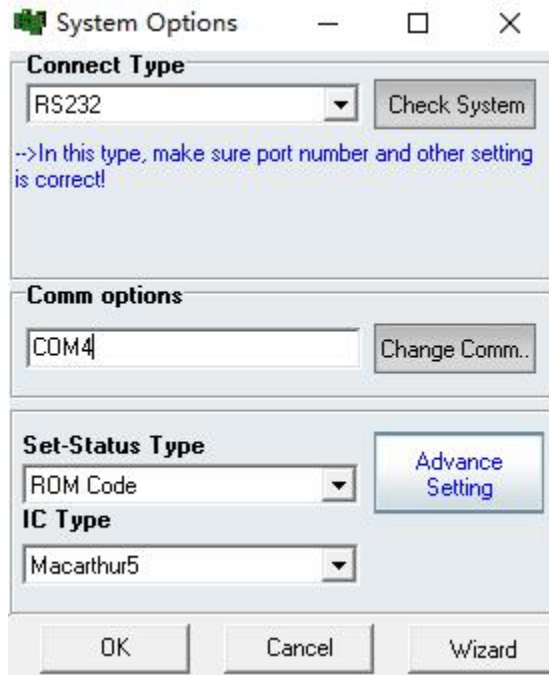 System Options
Connect Type
RS232
Check System
-->In this type, make sure port number and other setting
is correct!
Comm options
COM4
Change Comm..
Set-Status Type
ROM Code
Advance
Setting
IC Type
Macarthur5
OK
Cancel
Wizard